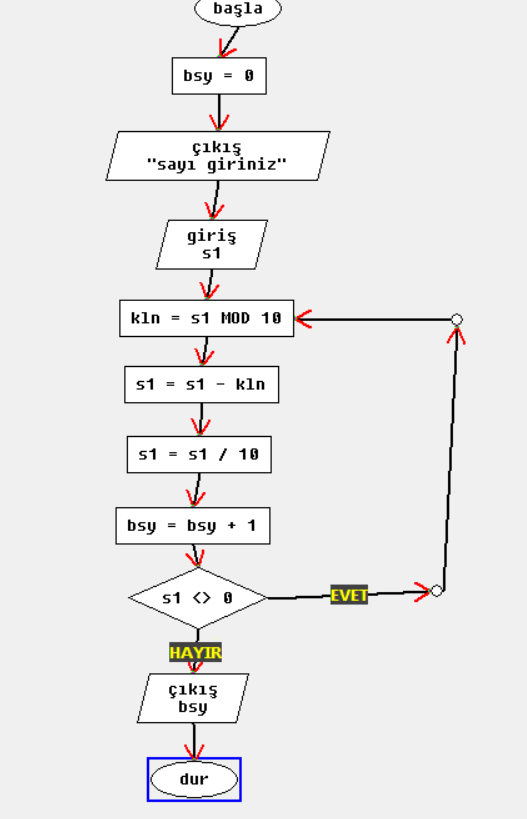 başla
bsy = 0
çıkış
"sayı giriniz"
giriş
s1
kln = s1 MOD 10
s1 = s1 - kln
s1 = s1 / 10
bsy = bsy + 1
s1 <> 0
EVET
HAYIR
çıkış
bsy
dur